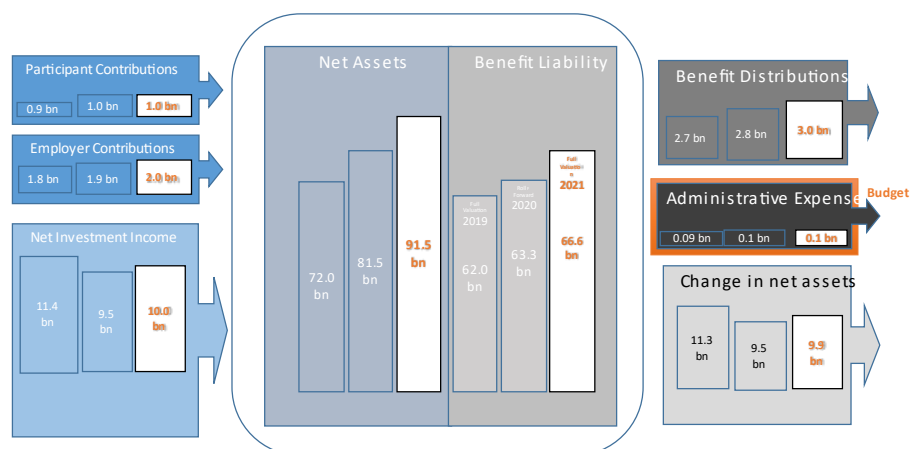 Participant Contributions
0.9 bn
1.0 bn
1.0 bn
Employer Contributions
1.8 bn
1.9 bn
2.0 bn
Net Investment Income
11.4
bn
9.5
bn
10.0
bn
Net Assets
72.0
bn
81.5
bn
91.5
bn
Benefit Liability
Full
Valuation
2019
62.0
bn
Roll-
Forward
2020
63.3
bn
Full
Valuatio
n
2021
66.6
bn
Benefit Distributions
2.7 bn
2.8 bn
3.0 bn
Administrative Expense
0.09 bn
0.1 bn
0.1 bn
Budget
Change in net assets
11.3
bn
9.5
bn
9.9
bn